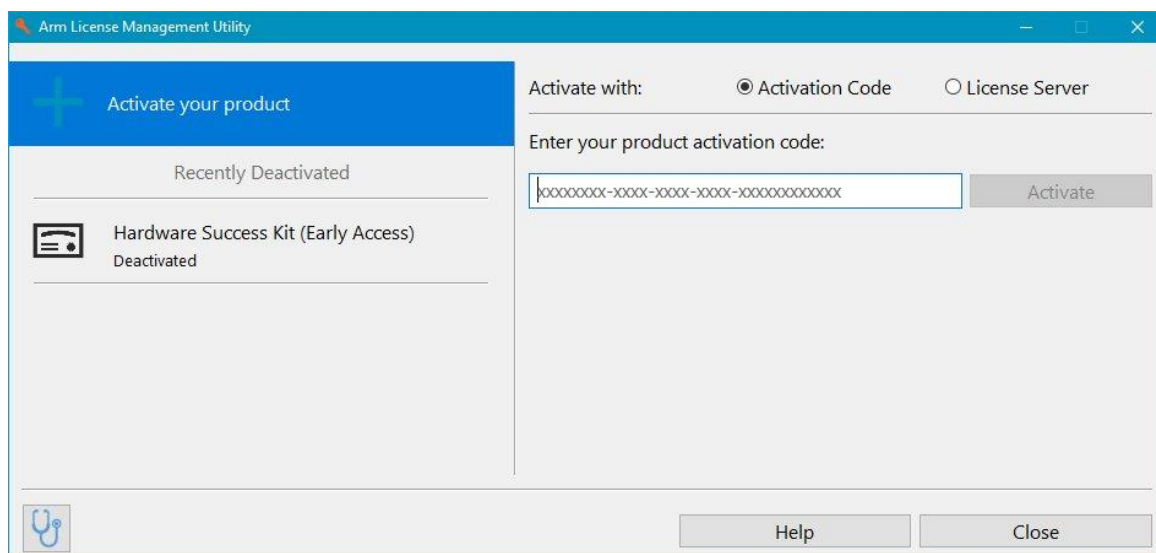 Arm License Management Utility
Activate your product
Recently Deactivated
Hardware Success Kit (Early Access)
Deactivated
Activate with:
Activation Code
License Server
Enter your product activation code:
xxxxxxxx-xxxx-xxxx-xxxx-xxxxxxxxxxxx
Activate
Help
Close